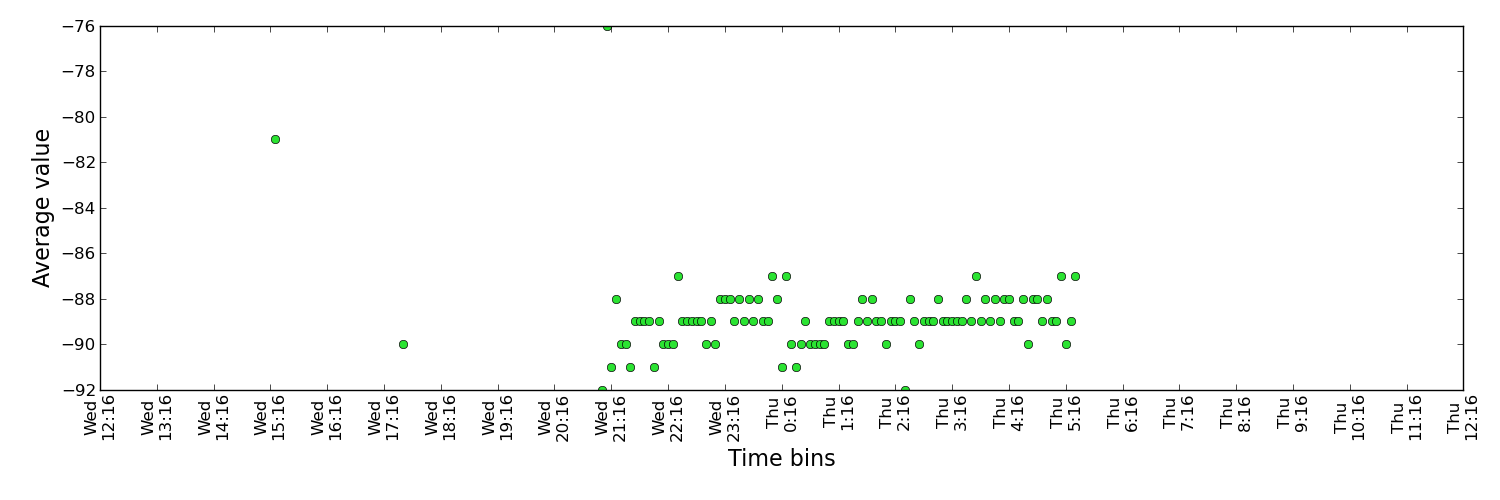 −76
−78
−80
−82
−84
−86
−88
−90
−92
Average value
Wed 12:16
Wed 13:16
Wed 14:16
Wed 15:16
Wed 16:16
Wed 17:16
Wed 18:16
Wed 19:16
Wed 20:16
Wed 21:16
Wed 22:16
Wed 23:16
Thu 0:16
Thu 1:16
Thu 2:16
Thu 3:16
Thu 4:16
Thu 5:16
Thu 6:16
Thu 7:16
Thu 8:16
Thu 9:16
Thu 10:16
Thu 11:16
Thu 12:16
Time bins